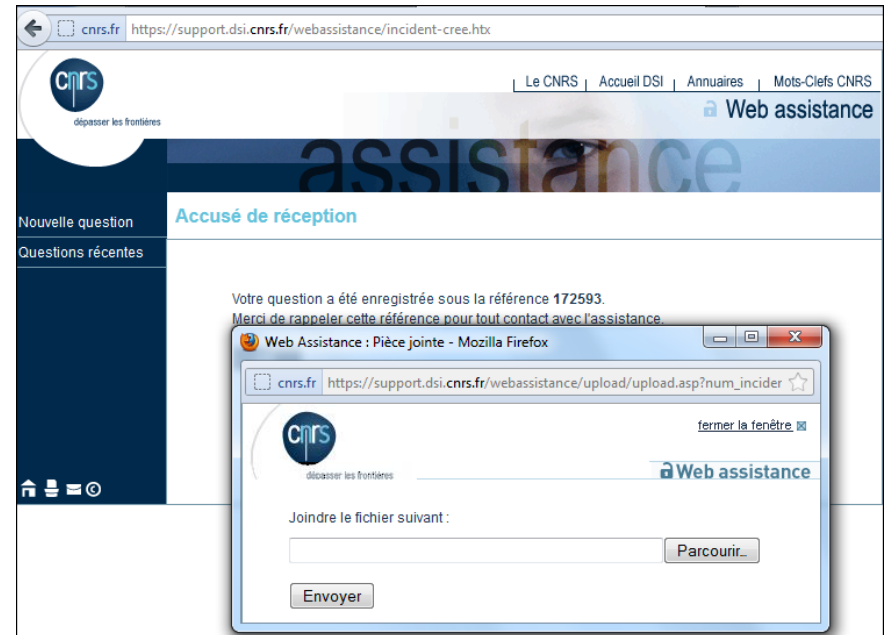 cnrs.fr https://support.dsi.cnrs.fr/webassistance/incident-cree.htx
cnrs
dépasser les frontières
Le CNRS | Accueil DSI | Annuaires | Mots-Clefs CNRS
Web assistance
assistance
Nouvelle question
Questions récentes
Accusé de réception
Votre question a été enregistrée sous la référence 172593.
Merci de rappeler cette référence pour tout contact avec l'assistance.
Web Assistance : Pièce jointe - Mozilla Firefox
cnrs.fr https://support.dsi.cnrs.fr/webassistance/upload/upload.asp?num_incider
cnrs
dépasser les frontières
fermer la fenêtre
Web assistance
Joindre le fichier suivant :
Parcourir...
Envoyer